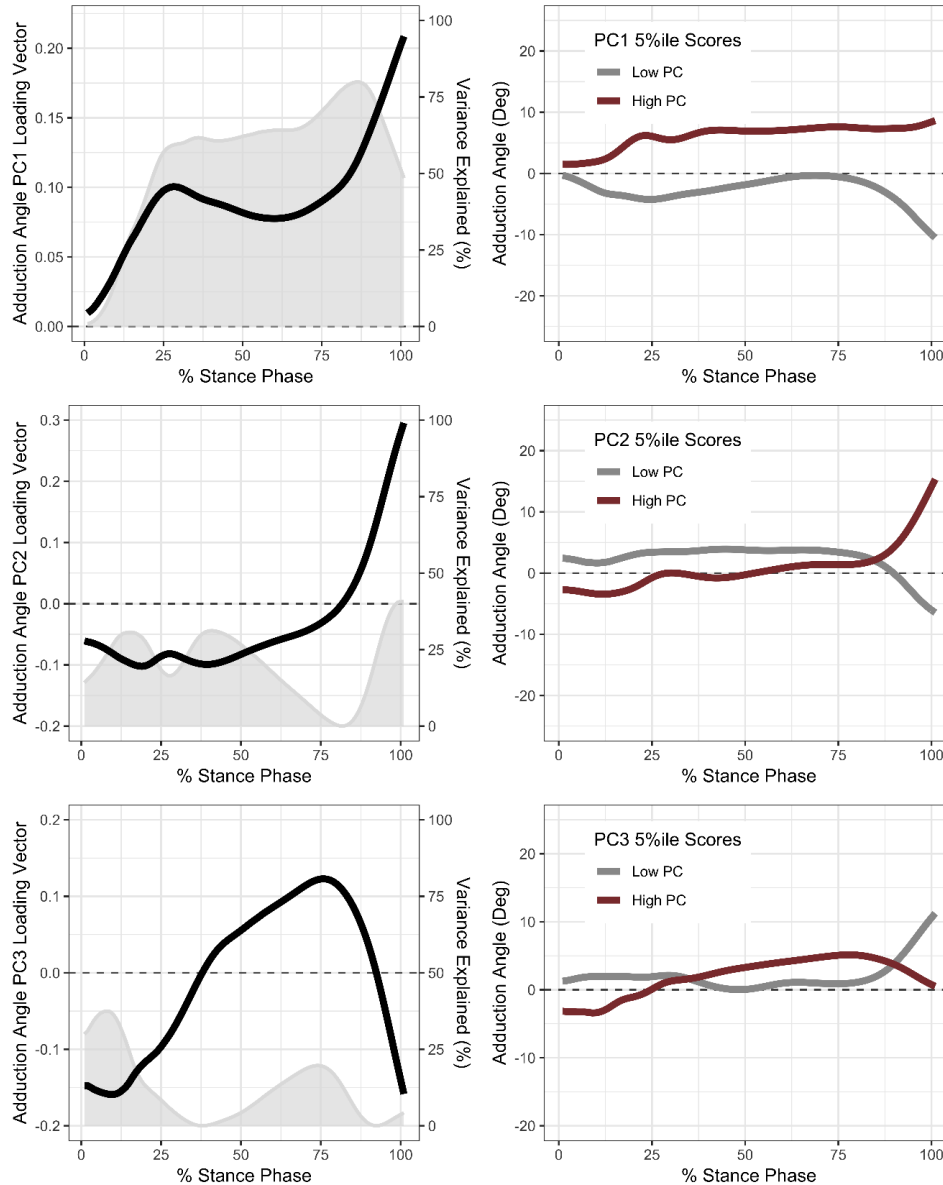 Adduction Angle PC1 Loading Vector
0.20
0.15
0.10
0.05
0.00
100
75
50
25
0
Variance Explained (%)
0 25 50 75 100
% Stance Phase
Adduction Angle (Deg)
20
10
0
-10
-20
PC1 5%ile Scores
Low PC
High PC
0 25 50 75 100
% Stance Phase
Adduction Angle PC2 Loading Vector
0.3
0.2
0.1
0.0
-0.1
-0.2
100
75
50
25
0
Variance Explained (%)
0 25 50 75 100
% Stance Phase
Adduction Angle (Deg)
20
10
0
-10
-20
PC2 5%ile Scores
Low PC
High PC
0 25 50 75 100
% Stance Phase
Adduction Angle PC3 Loading Vector
0.2
0.1
0.0
-0.1
-0.2
100
75
50
25
0
Variance Explained (%)
0 25 50 75 100
% Stance Phase
Adduction Angle (Deg)
20
10
0
-10
-20
PC3 5%ile Scores
Low PC
High PC
0 25 50 75 100
% Stance Phase